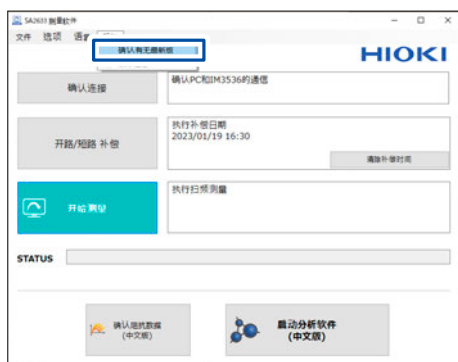 SA2633 测量软件
文件 选项 语言
确认有无最新版
HIOKI
确认连接
确认PC和IM3536的通信
开路/短路 补偿
执行补偿日期
2023/01/19 16:30
清除补偿时间
开始测量
执行扫频测量
STATUS
确认阻抗数据
(中文版)
启动分析软件
(中文版)